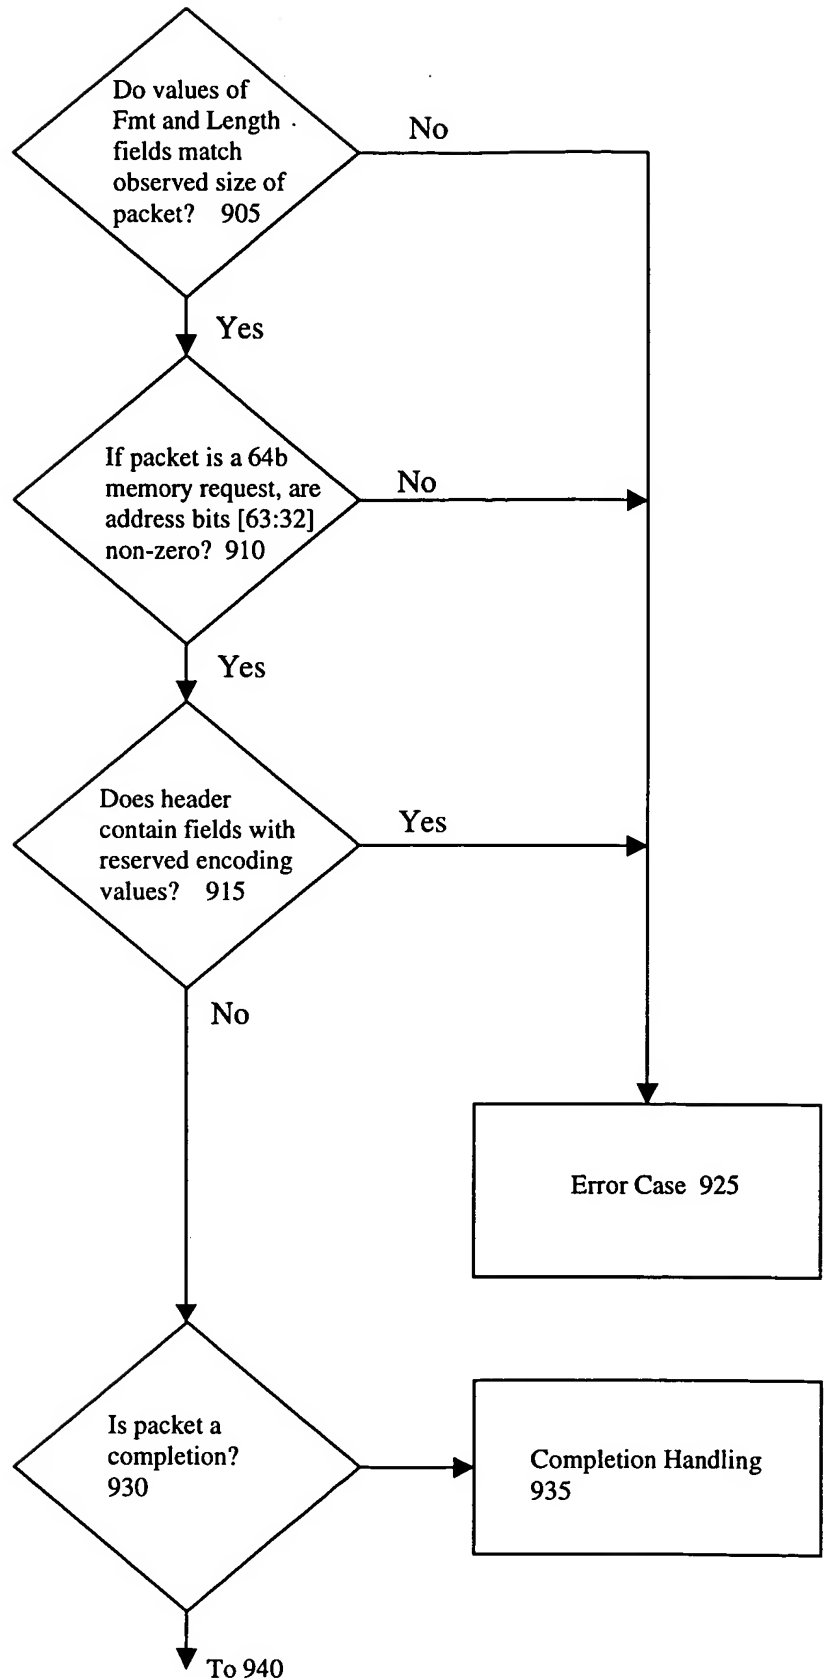 Do values of
Fmt and Length
fields match
observed size of
packet? 905
No
Yes
If packet is a 64b
memory request, are
address bits [63:32]
non-zero? 910
No
Yes
Does header
contain fields with
reserved encoding
values? 915
Yes
No
Error Case 925
Is packet a
completion?
930
Completion Handling
935
To 940